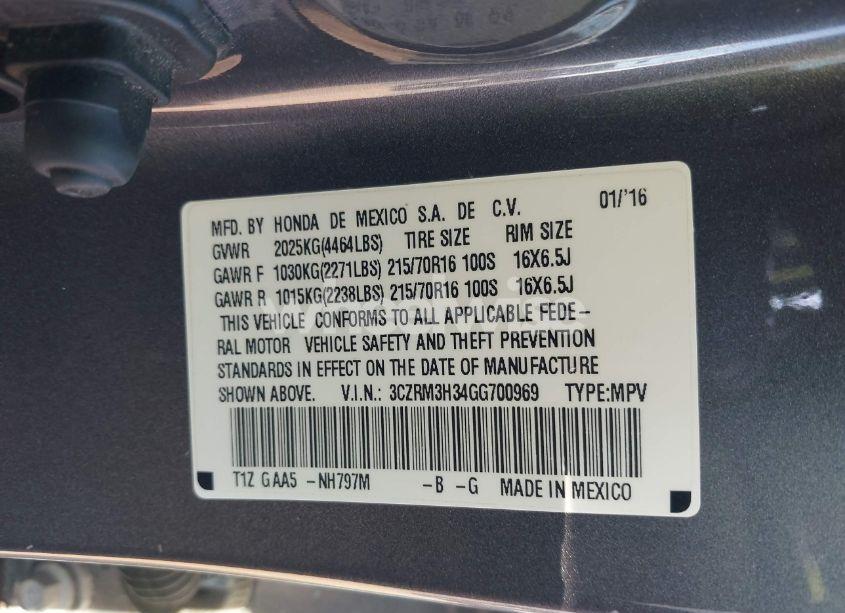 MFD. BY HONDA DE MEXICO S.A. DE C.V. 01/'16
GVWR 2025KG(4464LBS) TIRE SIZE RIM SIZE
GAWR F 1030KG(2271LBS) 215/70R16 100S 16X6.5J
GAWR R 1015KG(2238LBS) 215/70R16 100S 16X6.5J
THIS VEHICLE CONFORMS TO ALL APPLICABLE FEDE-
RAL MOTOR VEHICLE SAFETY AND THEFT PREVENTION
STANDARDS IN EFFECT ON THE DATE OF MANUFACTURE
SHOWN ABOVE. V.I.N.: 3CZRM3H34GG700969 TYPE:MPV
T1Z GAA5 -NH797M -B -G MADE IN MEXICO